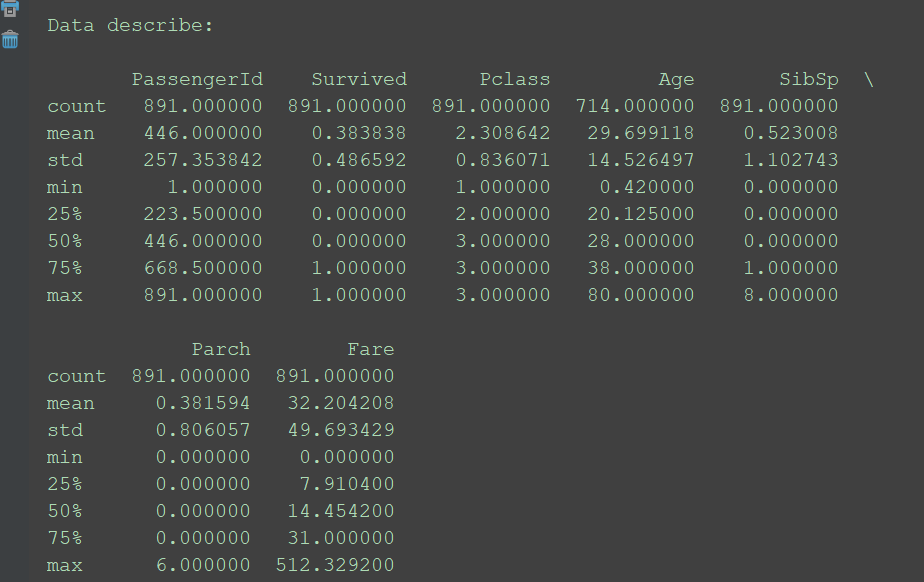 Data describe:
       PassengerId    Survived      Pclass         Age       SibSp  \
count   891.000000  891.000000  891.000000  714.000000  891.000000
mean    446.000000    0.383838    2.308642   29.699118    0.523008
std     257.353842    0.486592    0.836071   14.526497    1.102743
min       1.000000    0.000000    1.000000    0.420000    0.000000
25%     223.500000    0.000000    2.000000   20.125000    0.000000
50%     446.000000    0.000000    3.000000   28.000000    0.000000
75%     668.500000    1.000000    3.000000   38.000000    1.000000
max     891.000000    1.000000    3.000000   80.000000    8.000000
            Parch        Fare
count  891.000000  891.000000
mean     0.381594   32.204208
std      0.806057   49.693429
min      0.000000    0.000000
25%      0.000000    7.910400
50%      0.000000   14.454200
75%      0.000000   31.000000
max      6.000000  512.329200